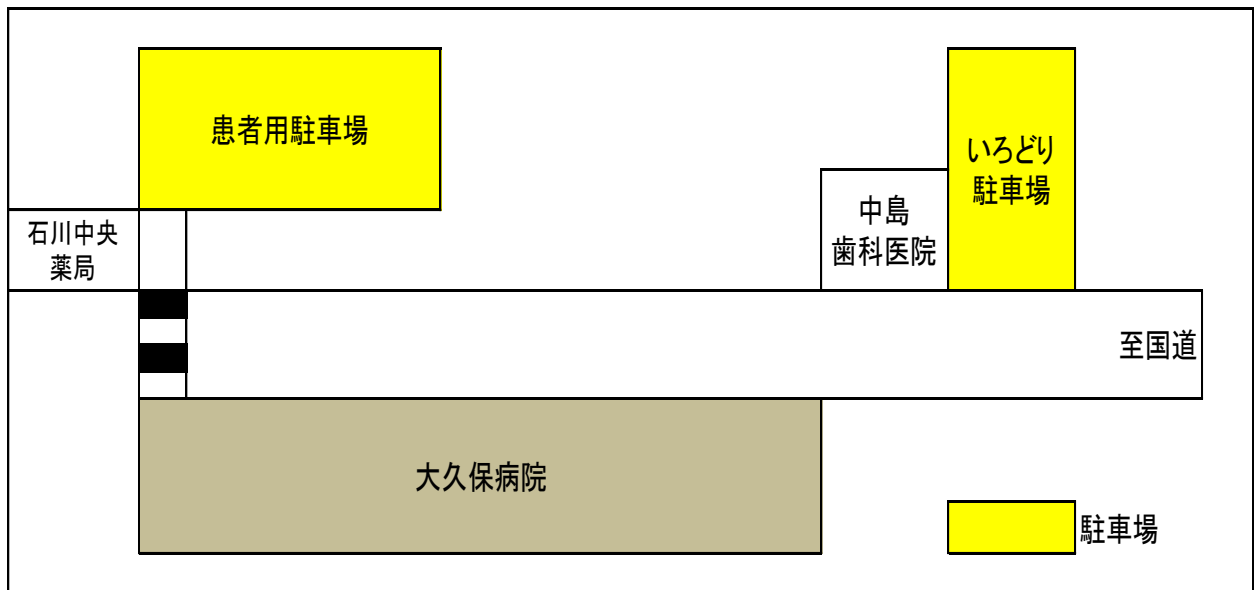 患者用駐車場
いろどり
駐車場
中島
歯科医院
石川中央
薬局
至国道
大久保病院
駐車場